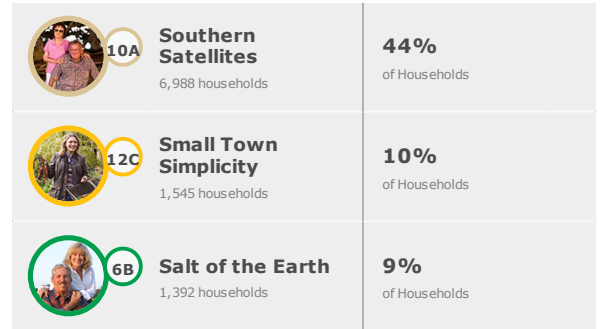 10A
Southern
Satellites
6,988 households
44%
of Households
12C
Small Town
Simplicity
1,545 households
10%
of Households
6B
Salt of the Earth
1,392 households
9%
of Households